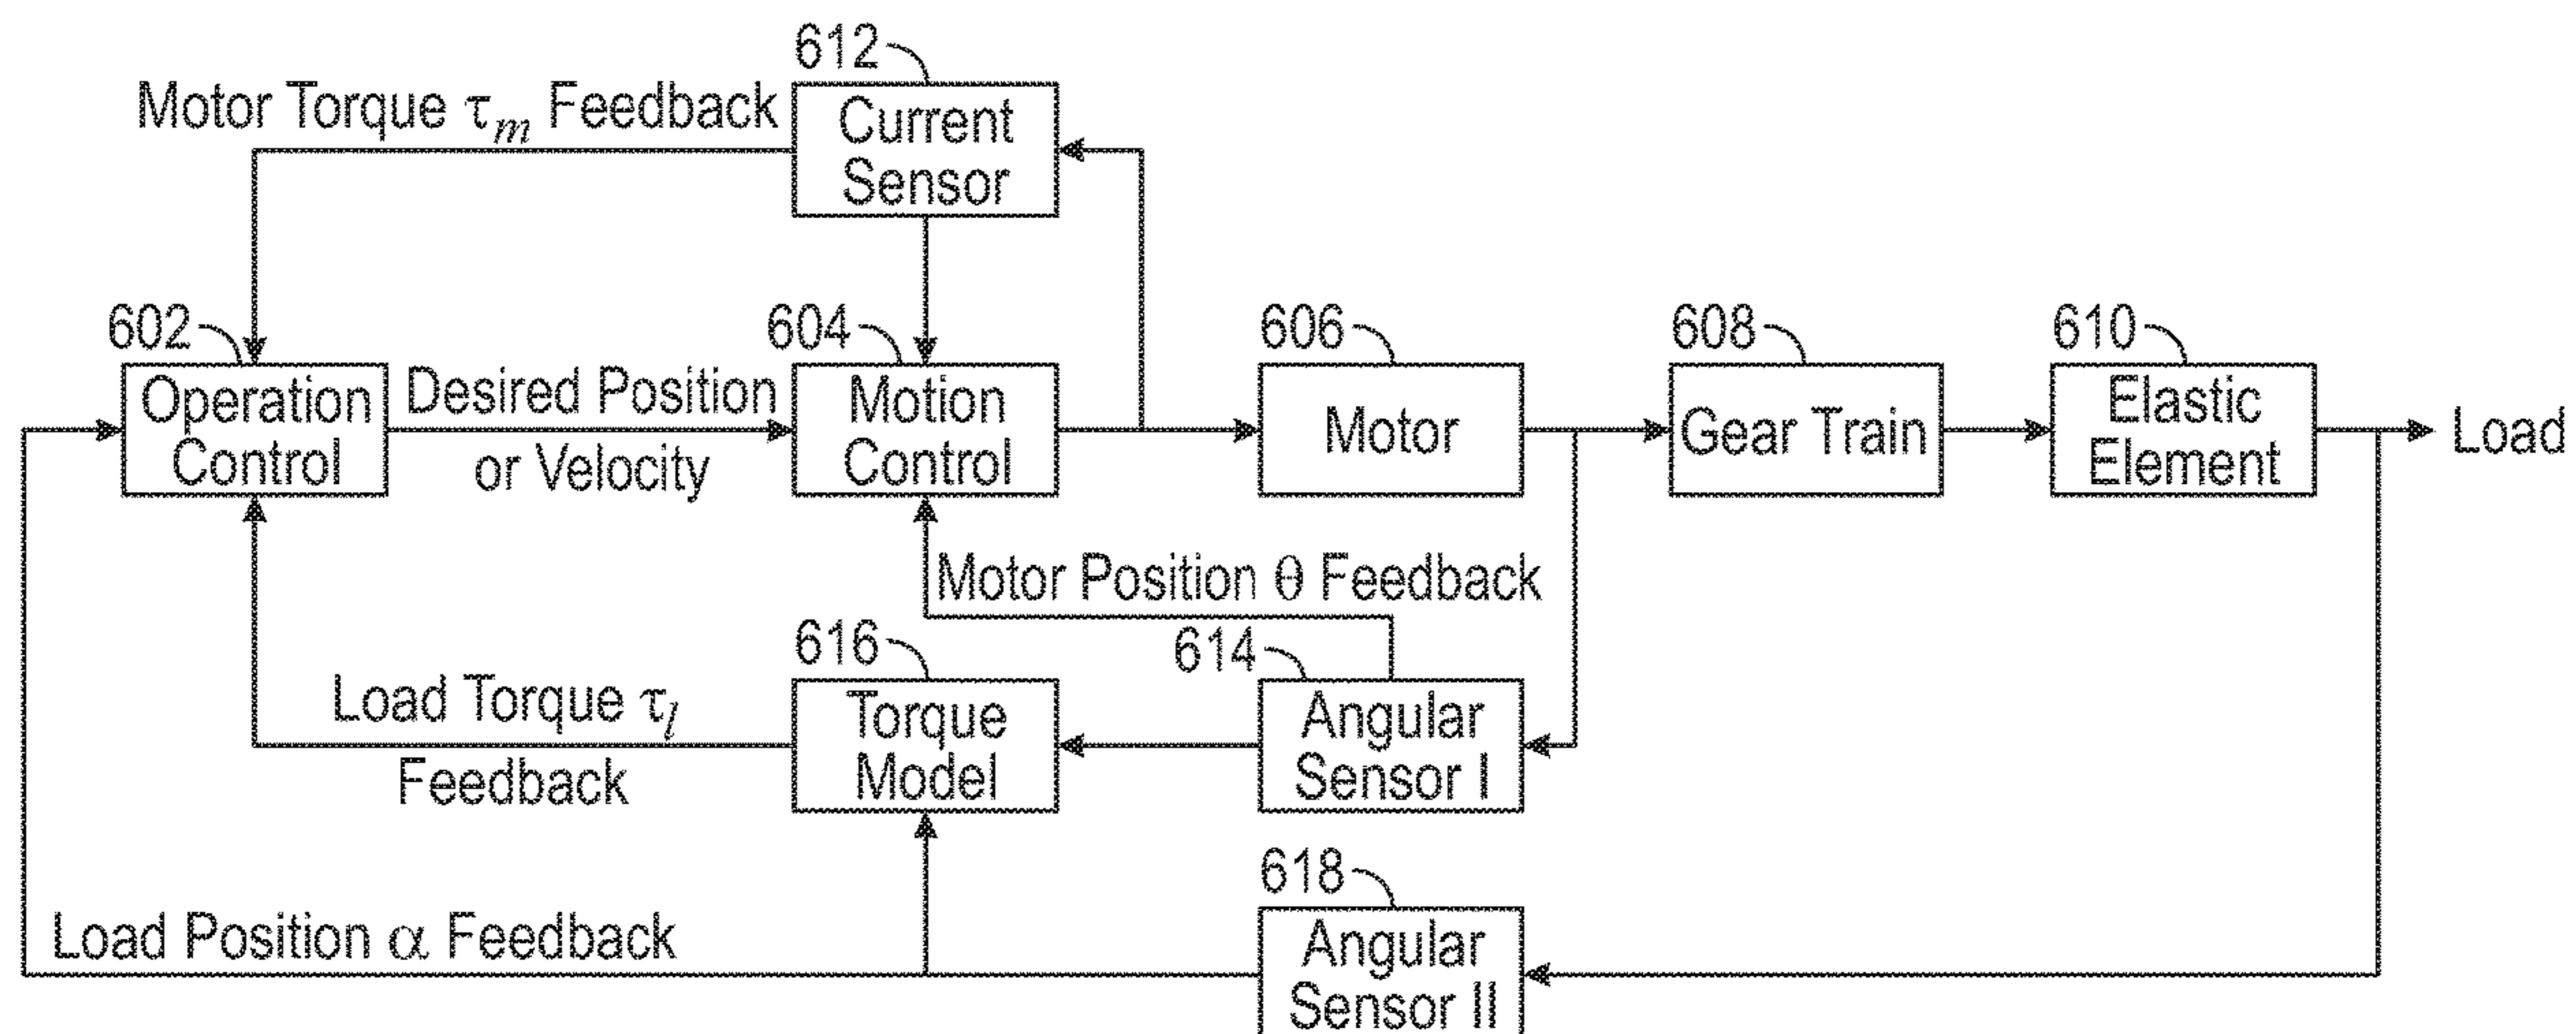 612
Motor Torque τm Feedback
Current
Sensor
602
604
606
608
610
Operation
Control
Desired Position
or Velocity
Motion
Control
Motor
Gear Train
Elastic
Element
Load
Motor Position Θ Feedback
616
614
Load Torque τl
Feedback
Torque
Model
Angular
Sensor I
618
Load Position α Feedback
Angular
Sensor II